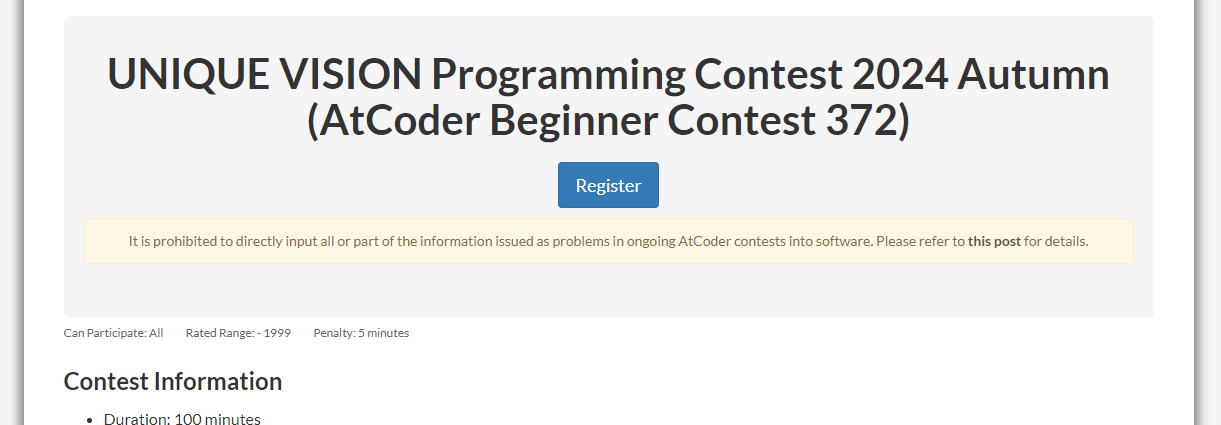 UNIQUE VISION Programming Contest 2024 Autumn
(AtCoder Beginner Contest 372)
Register
It is prohibited to directly input all or part of the information issued as problems in ongoing AtCoder contests into software. Please refer to this post for details.
Can Participate: All Rated Range: - 1999 Penalty: 5 minutes
Contest Information
• Duration: 100 minutes